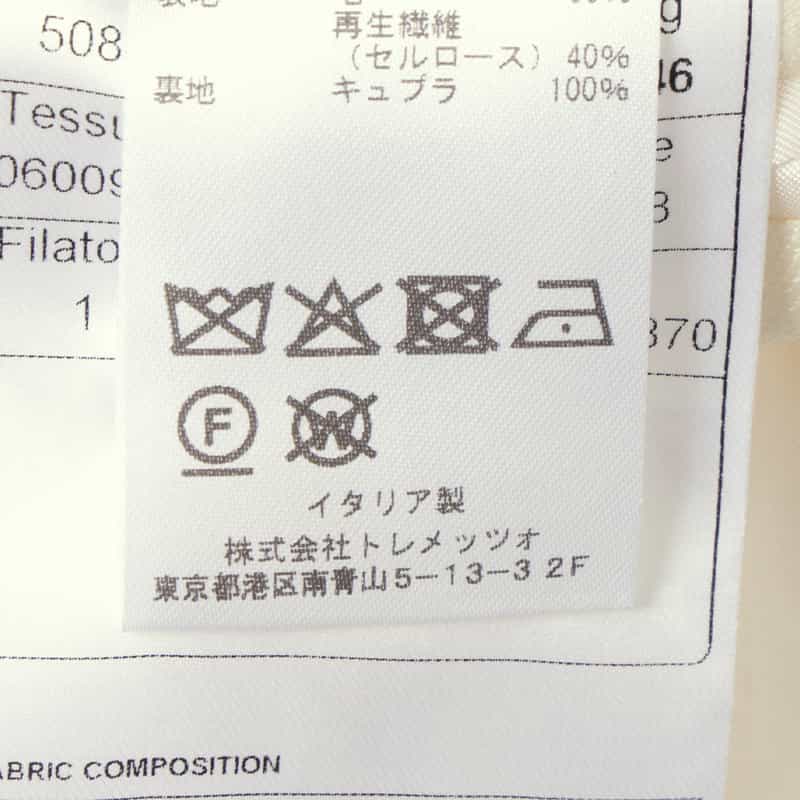 再生繊維
（セルロース） 40%
裏地 キュプラ 100%
508
Tessu
06009
Filato
1
g
46
e
8
370
F
W
イタリア製
株式会社トレメッツォ
東京都港区南青山5−13−3 2F
ABRIC COMPOSITION